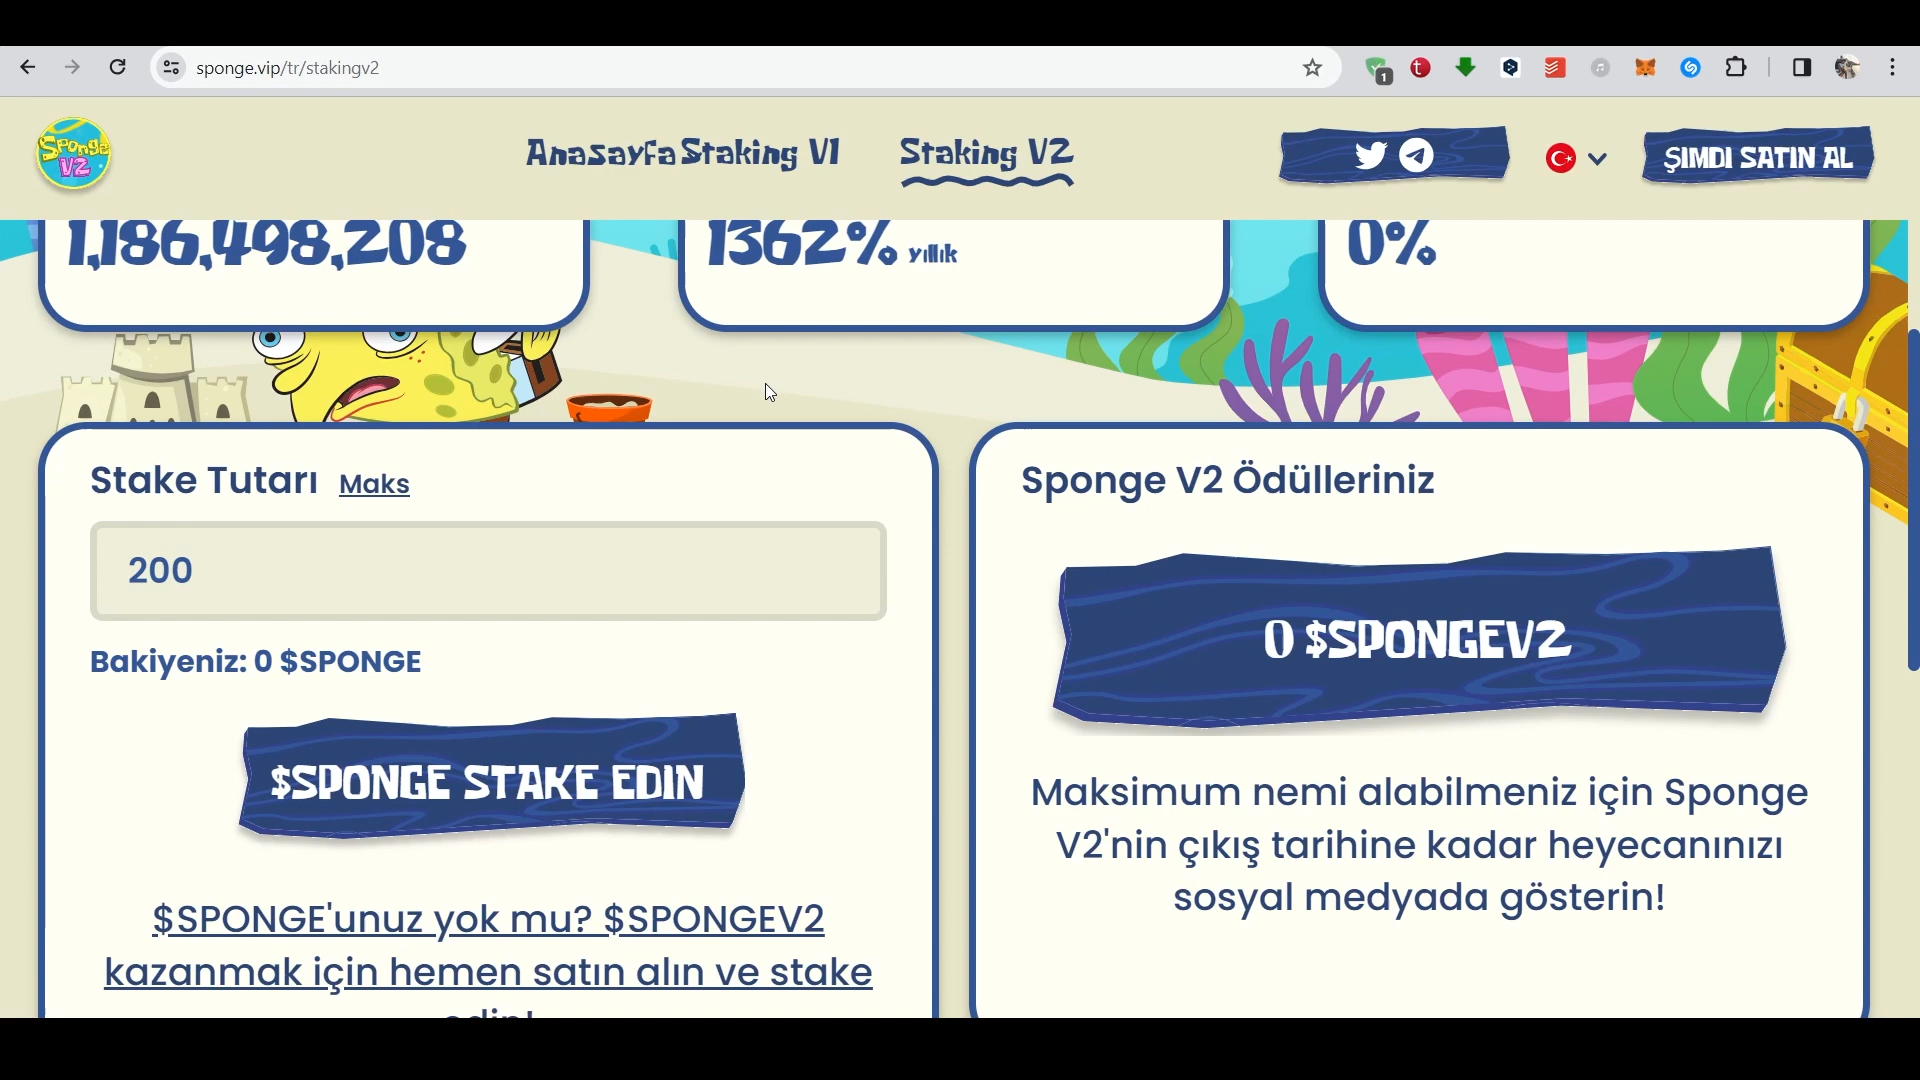 sponge.vip/tr/stakingv2
1
Sponge
V2
Anasayfa Staking V1 Staking V2
ŞIMDI SATIN AL
1,186,498,208
1362% yıllık
0%
Stake Tutarı Maks
200
Bakiyeniz: 0 $SPONGE
$SPONGE STAKE EDIN
$SPONGE'unuz yok mu? $SPONGEV2
kazanmak için hemen satın alın ve stake
Sponge V2 Ödülleriniz
0 $SPONGEV2
Maksimum nemi alabilmeniz için Sponge
V2'nin çıkış tarihine kadar heyecanınızı
sosyal medyada gösterin!